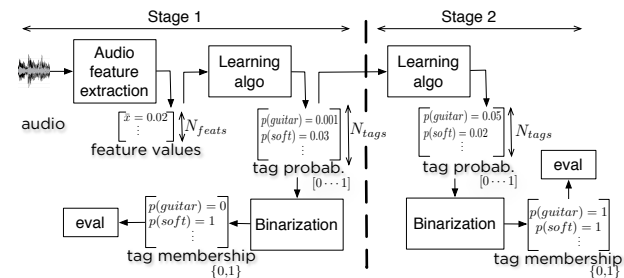 Stage 1
Stage 2
Audio
feature
extraction
Learning
algo
Learning
algo
audio
x̄ = 0.02
⋮
N_feats
feature values
p(guitar) = 0.001
p(soft) = 0.03
⋮
N_tags
tag probab.
[0 · · · 1]
p(guitar) = 0.05
p(soft) = 0.02
⋮
N_tags
tag probab.
[0 · · · 1]
eval
eval
p(guitar) = 0
p(soft) = 1
⋮
tag membership
{0,1}
Binarization
Binarization
p(guitar) = 1
p(soft) = 1
⋮
tag membership
{0,1}